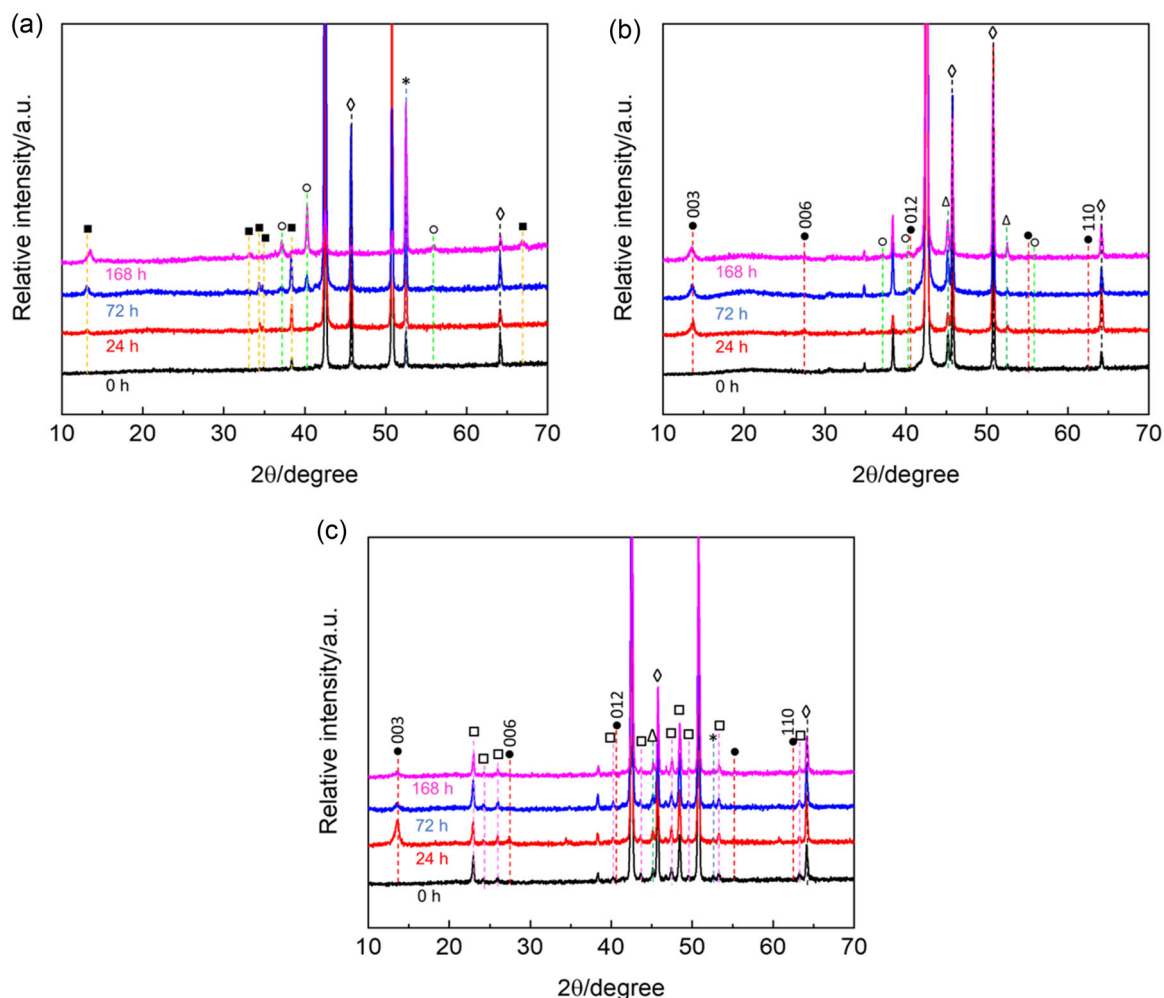 (a)
Relative intensity/a.u.
*
168 h
72 h
24 h
0 h
10 20 30 40 50 60 70
2θ/degree
(b)
Relative intensity/a.u.
003
006
012
110
168 h
72 h
24 h
0 h
10 20 30 40 50 60 70
2θ/degree
(c)
Relative intensity/a.u.
003
006
012
*
110
168 h
72 h
24 h
0 h
10 20 30 40 50 60 70
2θ/degree